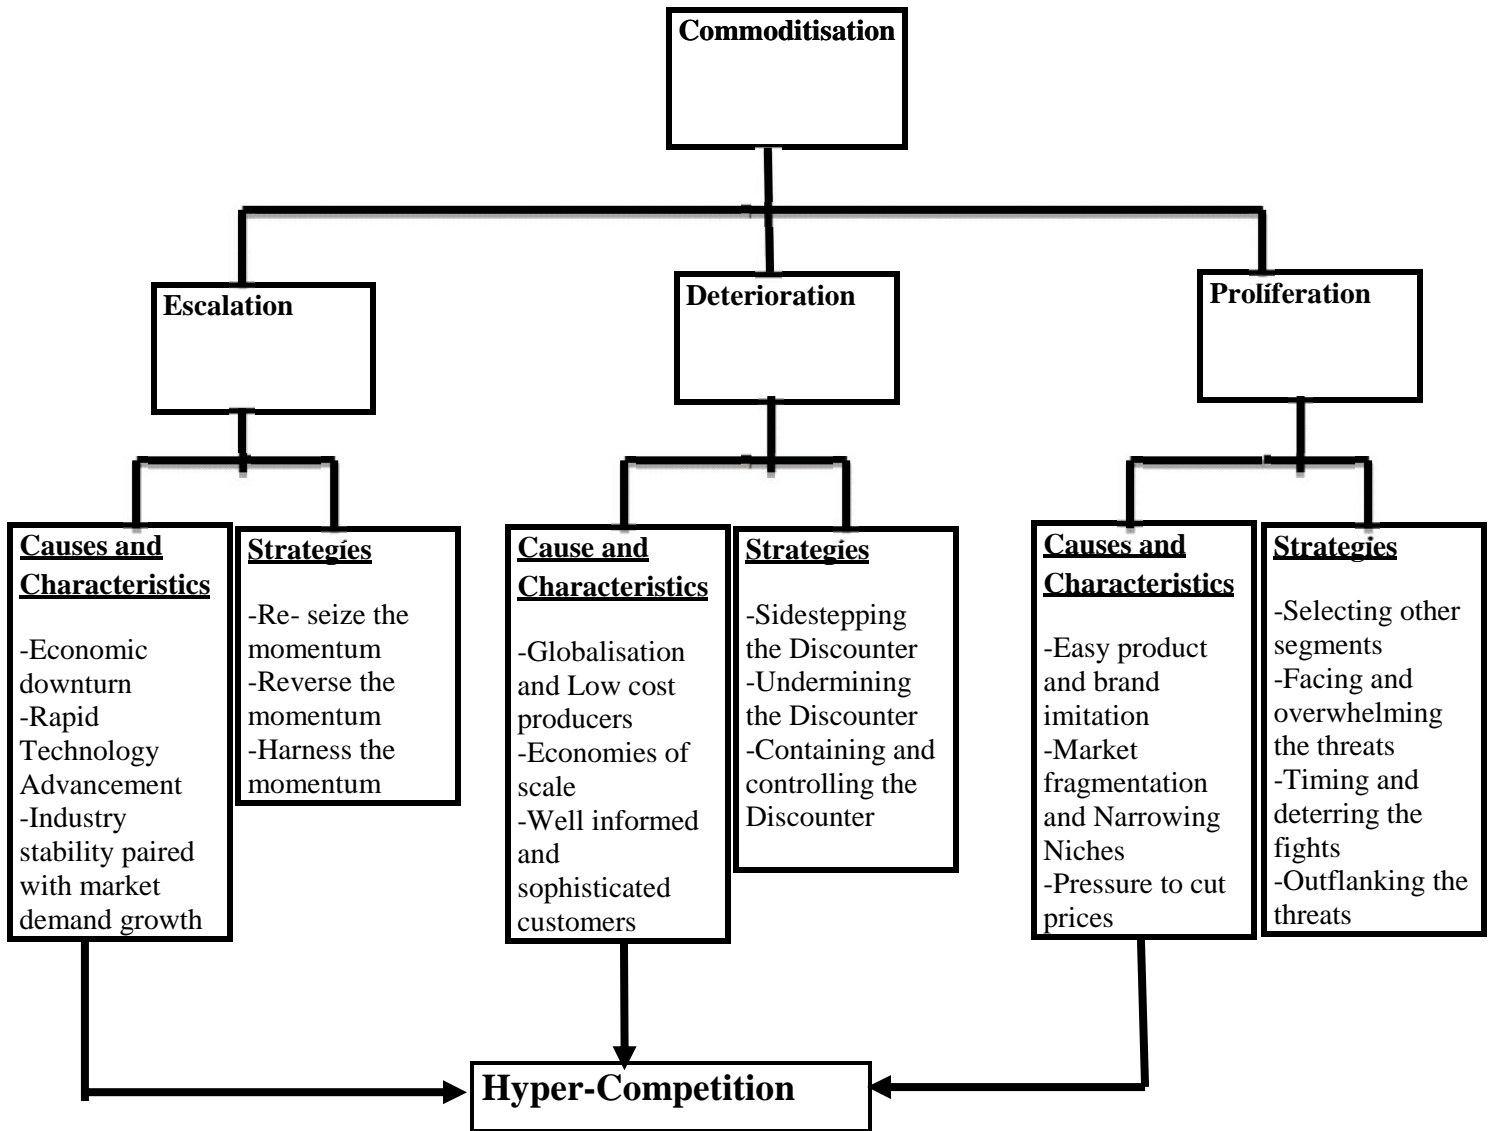 Commoditisation
Escalation
Deterioration
Proliferation
Causes and
Characteristics
-Economic
downturn
-Rapid
Technology
Advancement
-Industry
stability paired
with market
demand growth
Strategies
-Re- seize the
momentum
-Reverse the
momentum
-Harness the
momentum
Cause and
Characteristics
-Globalisation
and Low cost
producers
-Economies of
scale
-Well informed
and
sophisticated
customers
Strategies
-Sidestepping
the Discounter
-Undermining
the Discounter
-Containing and
controlling the
Discounter
Causes and
Characteristics
-Easy product
and brand
imitation
-Market
fragmentation
and Narrowing
Niches
-Pressure to cut
prices
Strategies
-Selecting other
segments
-Facing and
overwhelming
the threats
-Timing and
deterring the
fights
-Outflanking the
threats
Hyper-Competition